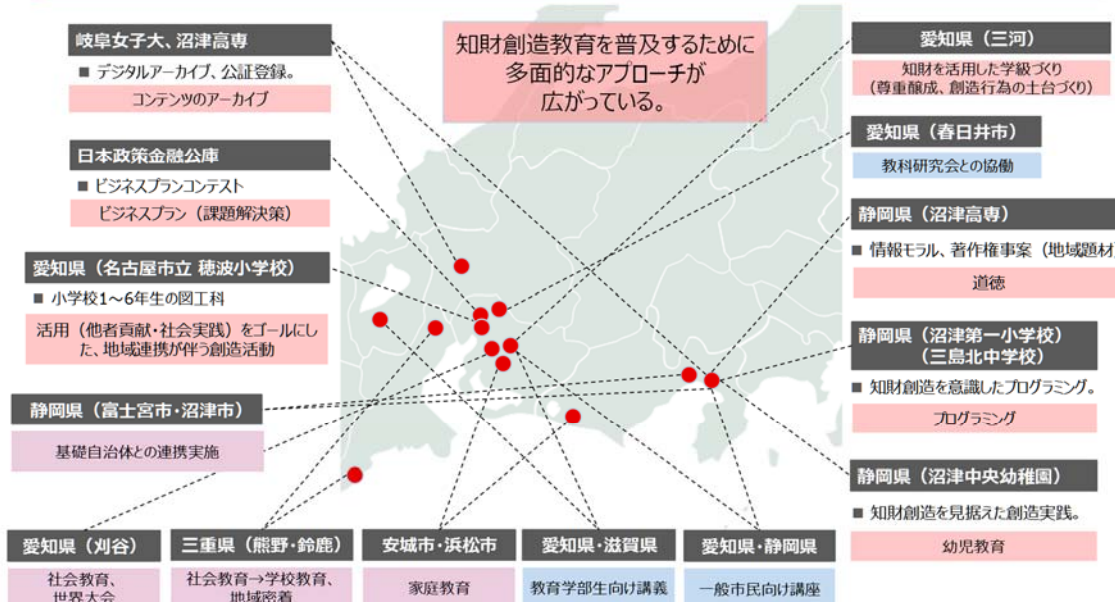 知財創造教育を普及するために
多面的なアプローチが
広がっている。
岐阜女子大、沼津高専
■ デジタルアーカイブ、公証登録。
コンテンツのアーカイブ
日本政策金融公庫
■ ビジネスプランコンテスト
ビジネスプラン（課題解決策）
愛知県（名古屋市立 穂波小学校）
■ 小学校1～6年生の図工科
活用（他者貢献・社会実践）をゴールにし
た、地域連携が伴う創造活動
静岡県（富士宮市・沼津市）
基礎自治体との連携実施
愛知県（刈谷）
社会教育、
世界大会
三重県（熊野・鈴鹿）
社会教育→学校教育、
地域密着
安城市・浜松市
家庭教育
愛知県・滋賀県
教育学部生向け講義
愛知県・静岡県
一般市民向け講座
愛知県（三河）
知財を活用した学級づくり
（尊重醸成、創造行為の土台づくり）
愛知県（春日井市）
教科研究会との協働
静岡県（沼津高専）
■ 情報モラル、著作権事案（地域題材）
道徳
静岡県（沼津第一小学校）
（三島北中学校）
■ 知財創造を意識したプログラミング。
プログラミング
静岡県（沼津中央幼稚園）
■ 知財創造を見据えた創造実践。
幼児教育